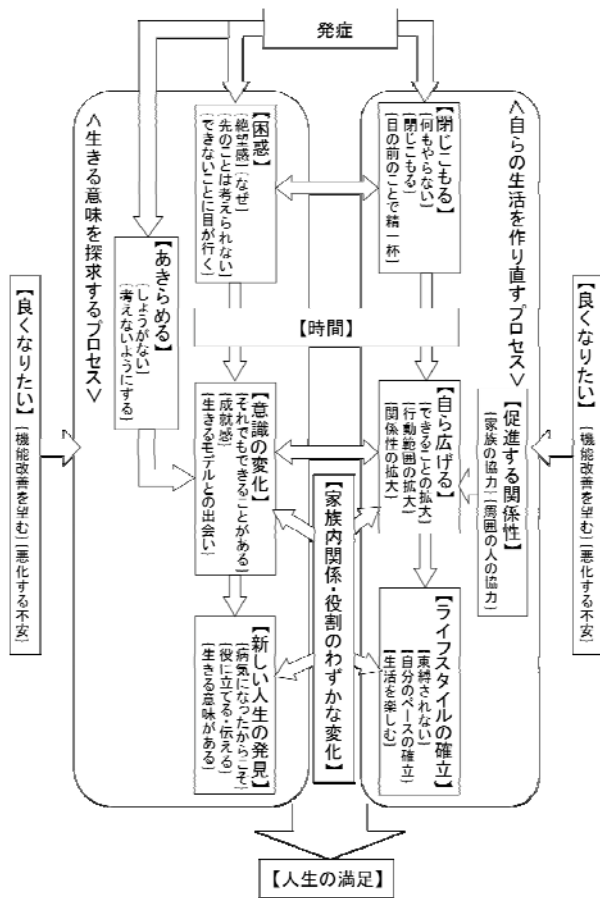 発症
＜自らの生活を作り直すプロセス＞
【閉じこもる】
[何もやらない]
[閉じこもる]
[目の前のことで精一杯]
【困惑】
[絶望感][なぜ]
[先のことは考えられない]
[できないことに目が行く]
＜生きる意味を探求するプロセス＞
【あきらめる】
[しょうがない]
[考えないようにする]
【時間】
【良くなりたい】[機能改善を望む][悪化する不安]
【促進する関係性】
[家族の協力][周囲の人の協力]
【自ら広げる】
[できることの拡大]
[行動範囲の拡大]
[関係性の拡大]
【意識の変化】
[それでもできることがある]
[成就感]
[生きるモデルとの出会い]
【良くなりたい】[機能改善を望む][悪化する不安]
【家族内関係・役割のわずかな変化】
【ライフスタイルの確立】
[束縛されない]
[自分のペースの確立]
[生活を楽しむ]
【新しい人生の発見】
[病気になったからこそ]
[役に立てる・伝える]
[生きる意味がある]
【人生の満足】